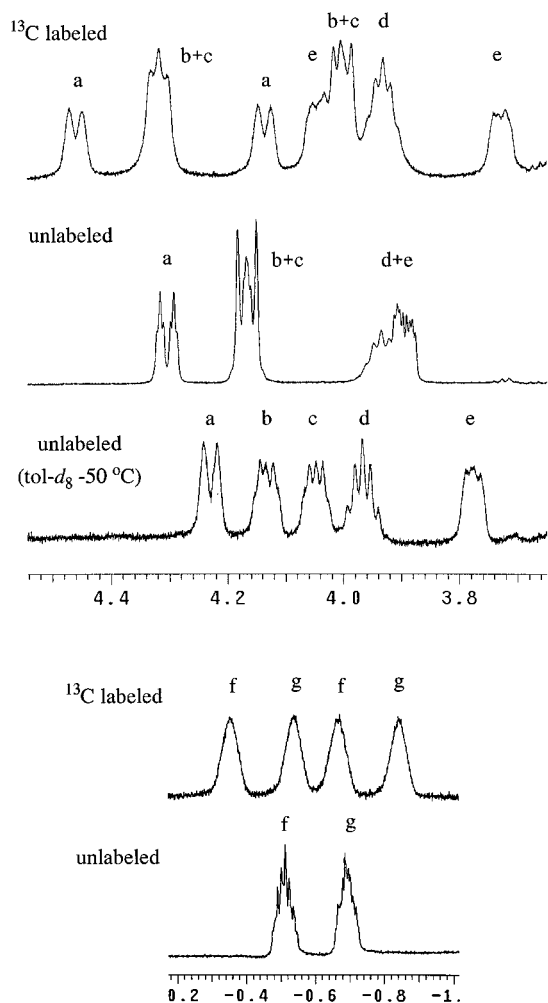 13C labeled
a b+c a e b+c d e
unlabeled
a b+c d+e
unlabeled
(tol-d8 -50 °C)
a b c d e
4.4 4.2 4.0 3.8
13C labeled
f g f g
unlabeled
f g
0.2 -0.4 -0.6 -0.8 -1.